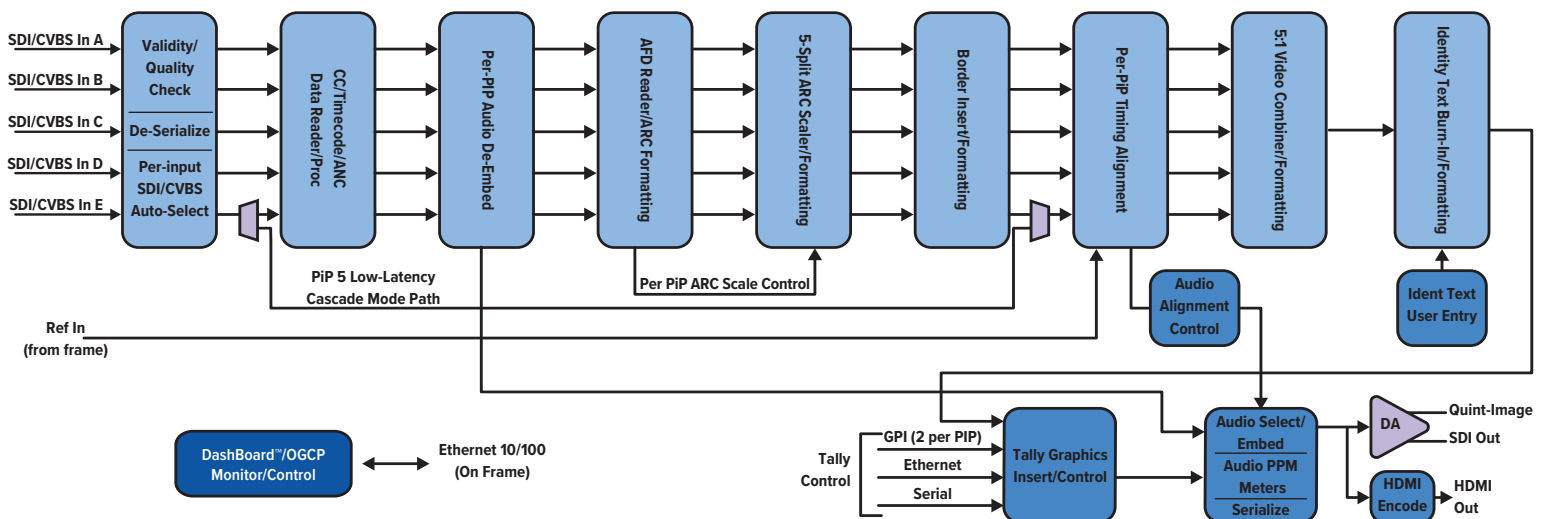 SDI/CVBS In A
SDI/CVBS In B
SDI/CVBS In C
SDI/CVBS In D
SDI/CVBS In E
Validity/
Quality
Check
De-Serialize
Per-input
SDI/CVBS
Auto-Select
CC/Timecode/ANC
Data Reader/Proc
Per-PIP Audio De-Embed
AFD Reader/ARC Formatting
5-Split ARC Scaler/Formatting
Border Insert/Formatting
Per-PiP Timing Alignment
5:1 Video Combiner/Formatting
Identity Text Burn-In/Formatting
PiP 5 Low-Latency
Cascade Mode Path
Per PiP ARC Scale Control
Audio
Alignment
Control
Ident Text
User Entry
Ref In
(from frame)
DashBoard™/OGCP
Monitor/Control
Ethernet 10/100
(On Frame)
Tally
Control
GPI (2 per PIP)
Ethernet
Serial
Tally Graphics
Insert/Control
Audio Select/
Embed
Audio PPM
Meters
Serialize
DA
Quint-Image
SDI Out
HDMI
Encode
HDMI
Out